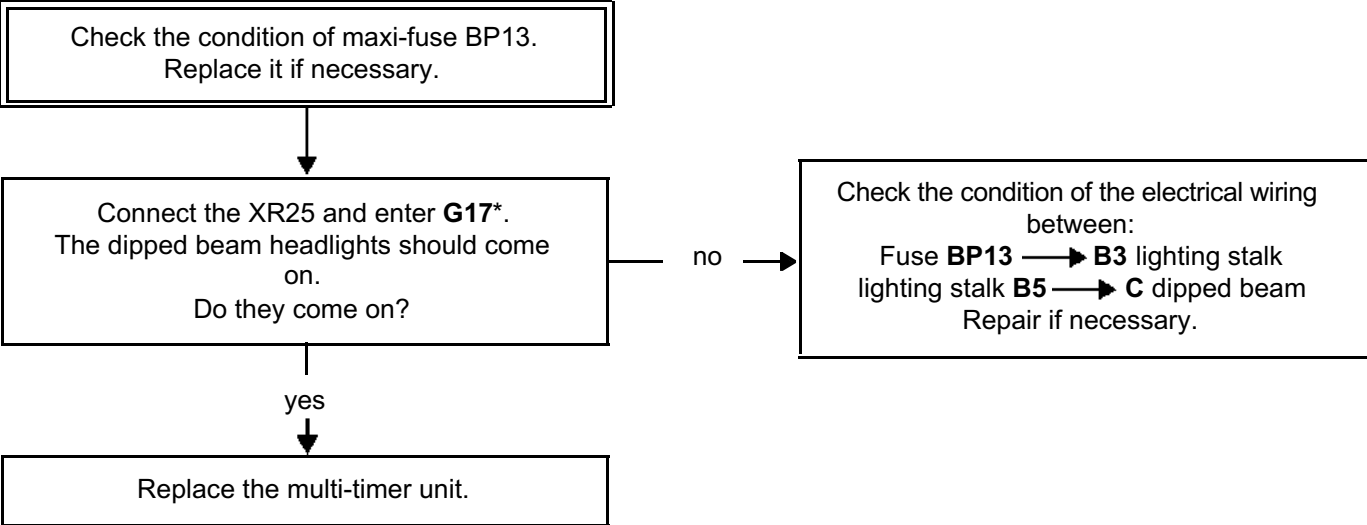 Check the condition of maxi-fuse BP13.
Replace it if necessary.
Connect the XR25 and enter G17*.
The dipped beam headlights should come
on.
Do they come on?
no
Check the condition of the electrical wiring
between:
Fuse BP13 → B3 lighting stalk
lighting stalk B5 → C dipped beam
Repair if necessary.
yes
Replace the multi-timer unit.